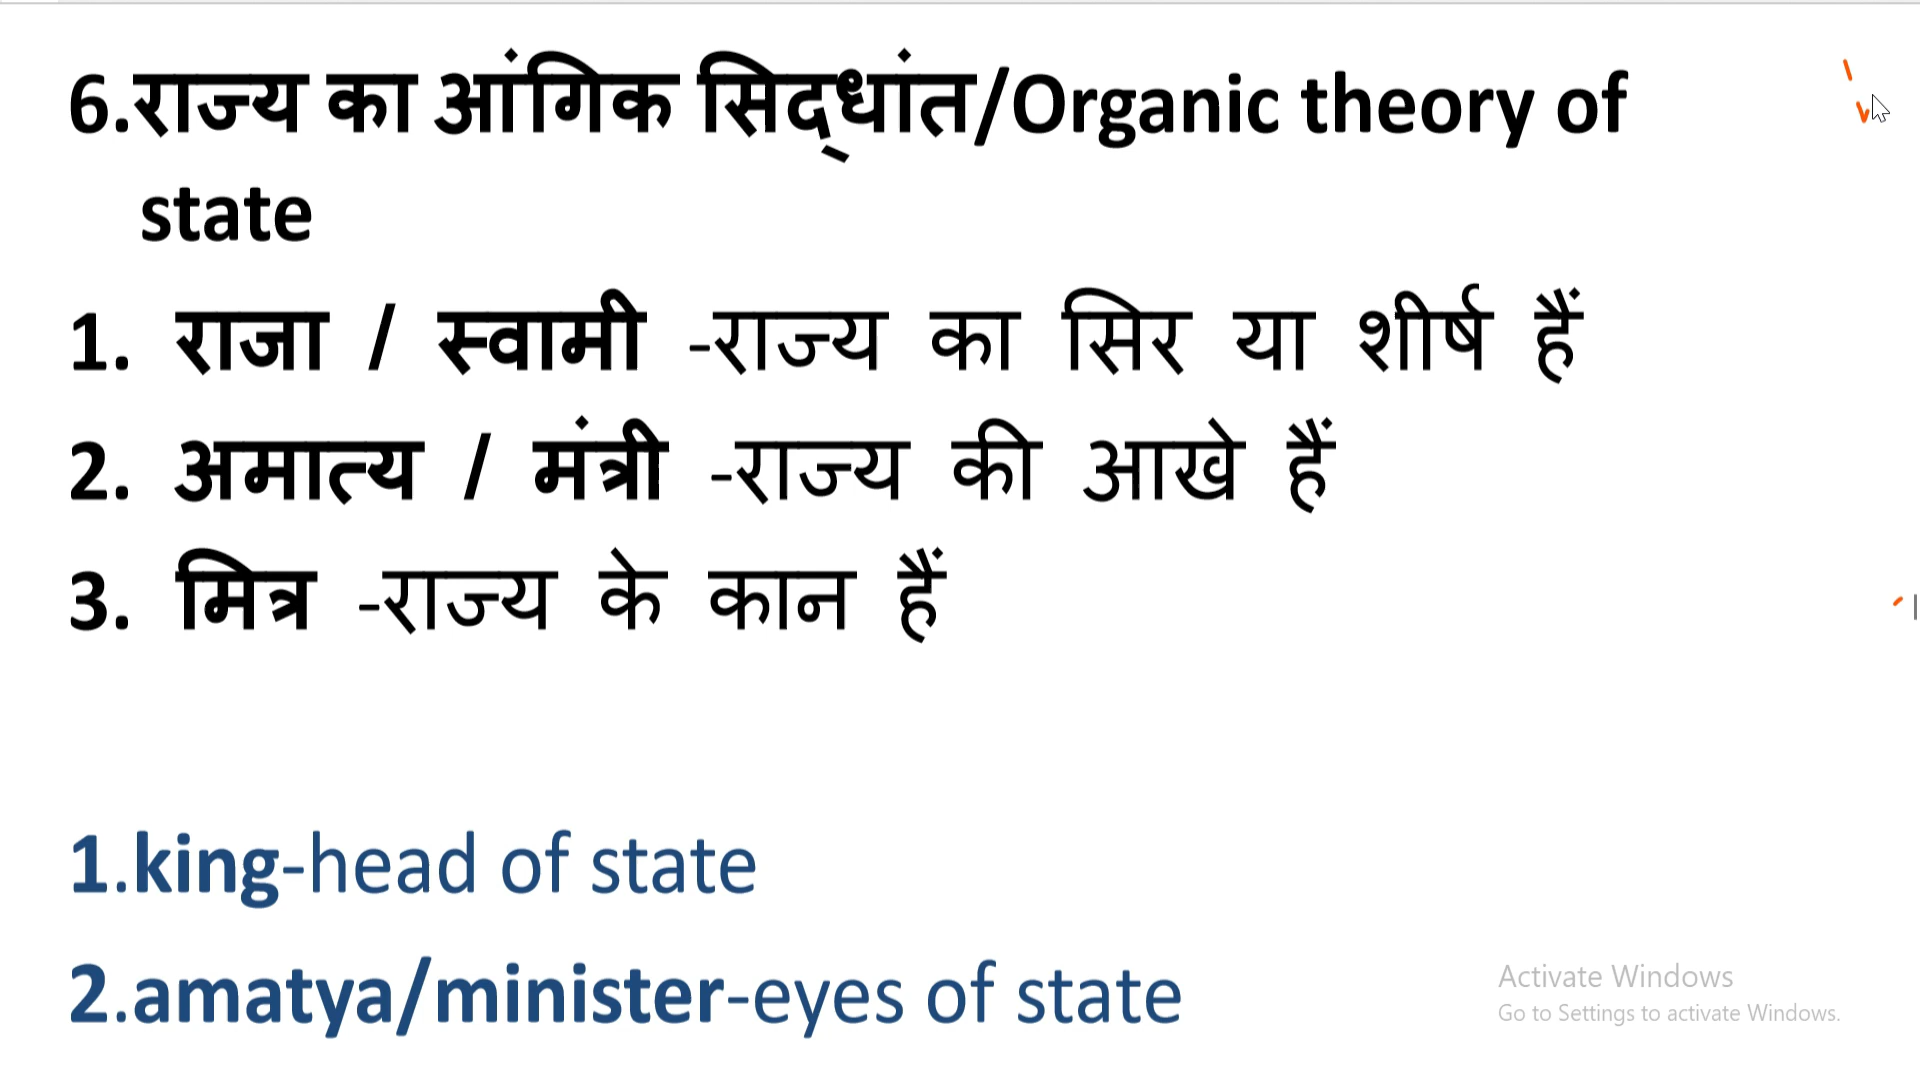 6.राज्य का आंगिक सिद्‌धांत/Organic theory of
state
1. राजा / स्वामी -राज्य का सिर या शीर्ष हैं
2. अमात्य / मंत्री -राज्य की आखे हैं
3. मित्र -राज्य के कान हैं
1.king-head of state
2.amatya/minister-eyes of state
Activate Windows
Go to Settings to activate Windows.